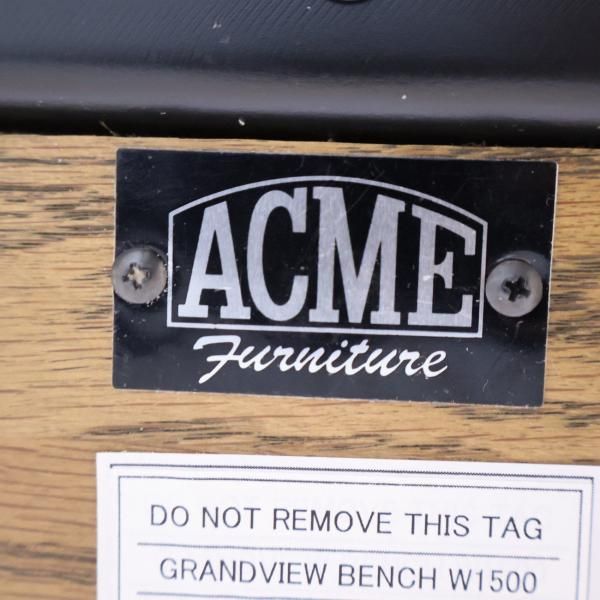 ACME
Furniture
DO NOT REMOVE THIS TAG
GRANDVIEW BENCH W1500